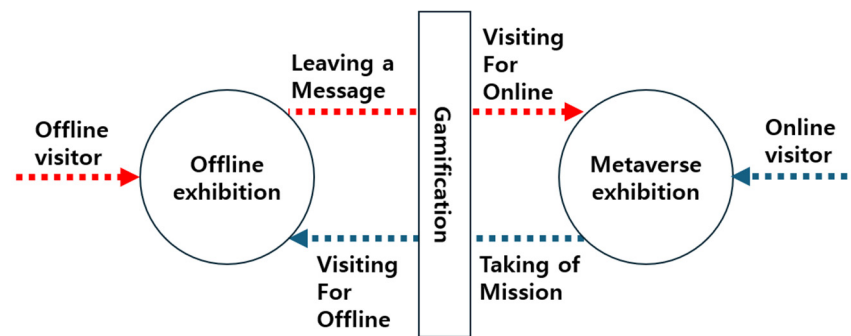 Offline
visitor
Offline
exhibition
Leaving a
Message
Gamification
Visiting
For
Online
Metaverse
exhibition
Online
visitor
Visiting
For
Offline
Taking of
Mission